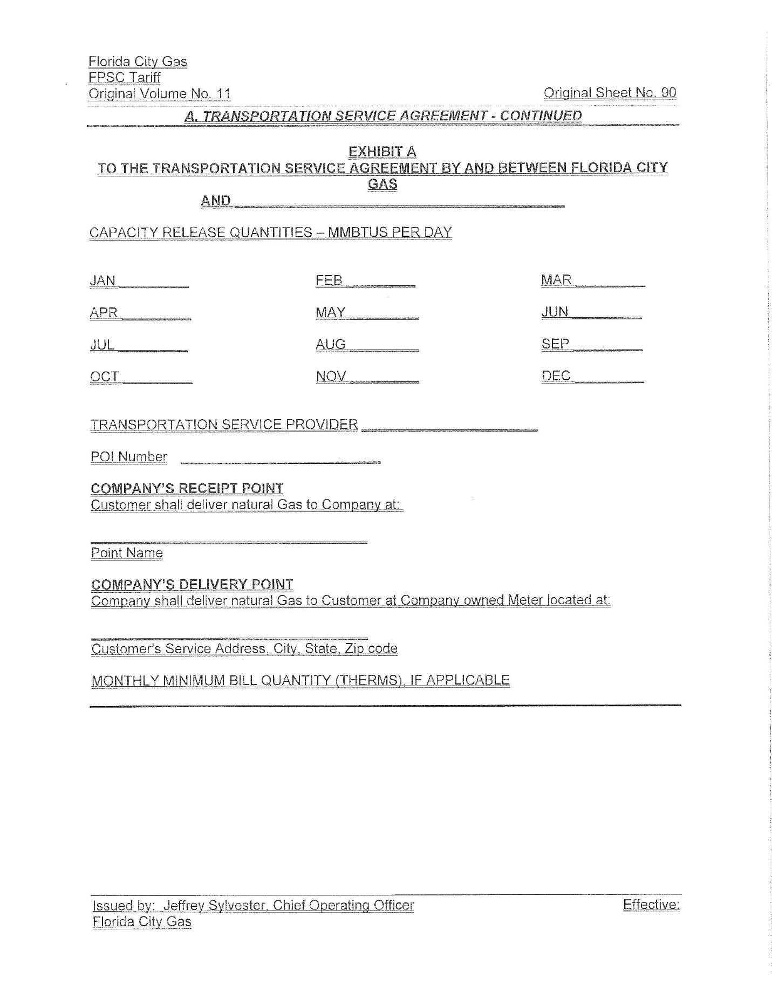 Florida City Gas
FPSC Tariff
Original Volume No. 11 Original Sheet No. 90
A. TRANSPORTATION SERVICE AGREEMENT - CONTINUED
EXHIBIT A
TO THE TRANSPORTATION SERVICE AGREEMENT BY AND BETWEEN FLORIDA CITY
GAS
AND
CAPACITY RELEASE QUANTITIES – MMBTUS PER DAY
JAN FEB MAR
APR MAY JUN
JUL AUG SEP
OCT NOV DEC
TRANSPORTATION SERVICE PROVIDER
POI Number
COMPANY'S RECEIPT POINT
Customer shall deliver natural Gas to Company at:
Point Name
COMPANY'S DELIVERY POINT
Company shall deliver natural Gas to Customer at Company owned Meter located at:
Customer's Service Address, City, State, Zip code
MONTHLY MINIMUM BILL QUANTITY (THERMS), IF APPLICABLE
Issued by: Jeffrey Sylvester, Chief Operating Officer Effective:
Florida City Gas